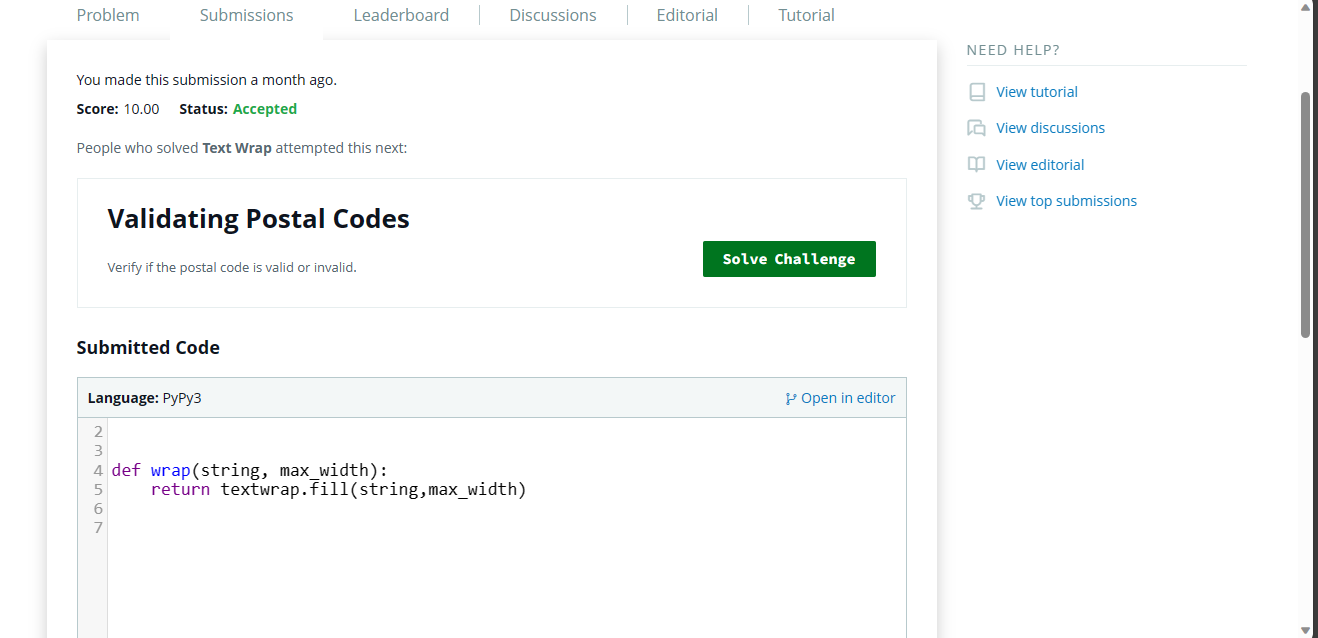 Problem Submissions Leaderboard Discussions Editorial Tutorial
You made this submission a month ago.
Score: 10.00 Status: Accepted
People who solved Text Wrap attempted this next:
Validating Postal Codes
Verify if the postal code is valid or invalid.
Solve Challenge
Submitted Code
Language: PyPy3 Open in editor
2
3
4 def wrap(string, max_width):
5     return textwrap.fill(string,max_width)
6
7
NEED HELP?
View tutorial
View discussions
View editorial
View top submissions